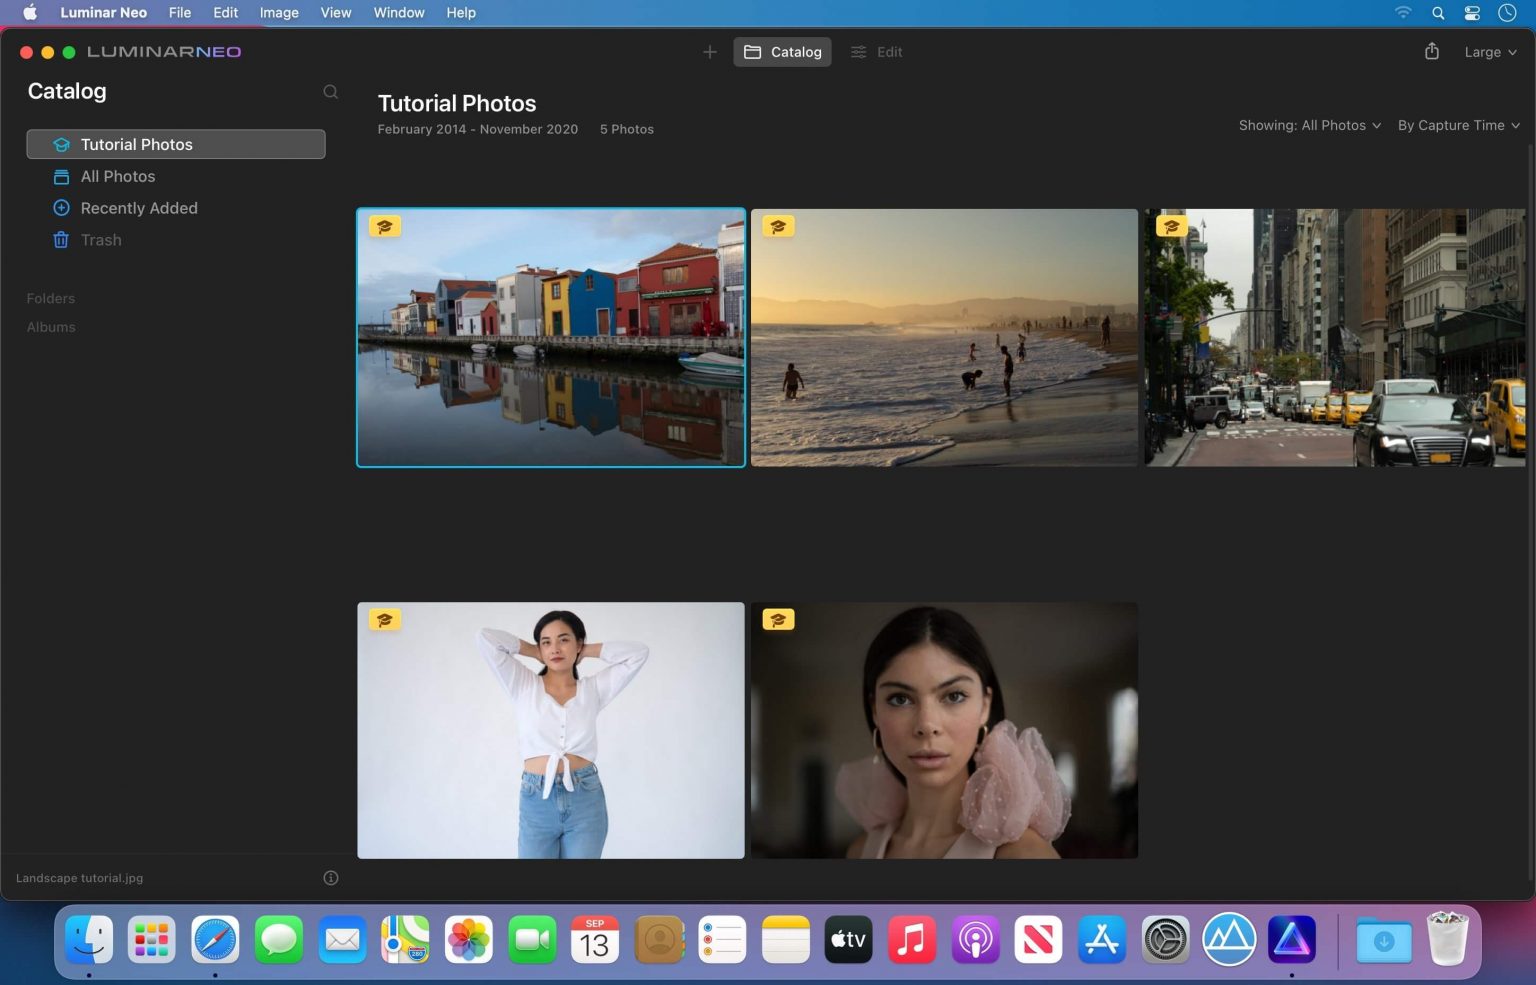 Luminar Neo File Edit Image View Window Help
LUMINARNEO
Catalog Edit
Large
Catalog
Tutorial Photos
February 2014 - November 2020 5 Photos
Showing: All Photos By Capture Time
Tutorial Photos
All Photos
Recently Added
Trash
Folders
Albums
Landscape tutorial.jpg
SEP
13
280
tv